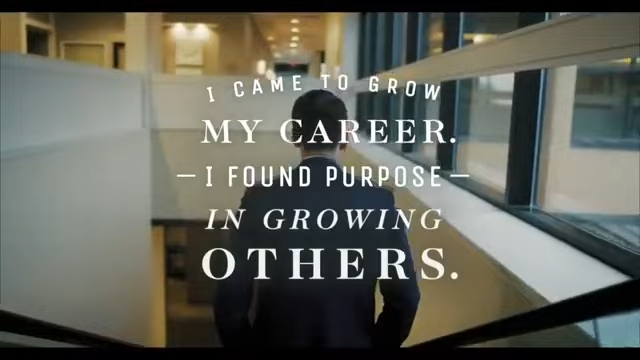 I CAME TO GROW
MY CAREER.
— I FOUND PURPOSE —
IN GROWING
OTHERS.